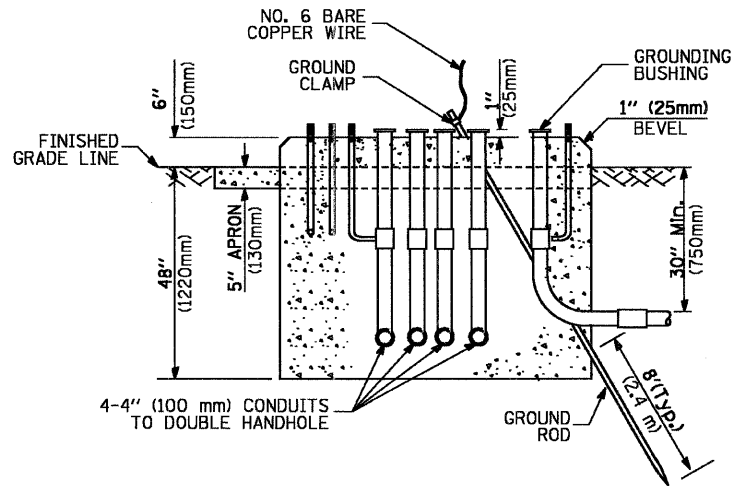 NO. 6 BARE
COPPER WIRE
GROUND
CLAMP
6"
(150mm)
1"
(25mm)
GROUNDING
BUSHING
1" (25mm)
BEVEL
FINISHED
GRADE LINE
48"
(1220mm)
5" APRON
(130mm)
30" Min.
(750mm)
4-4" (100 mm) CONDUITS
TO DOUBLE HANDHOLE
GROUND
ROD
8'(Typ.)
(2.4 m)